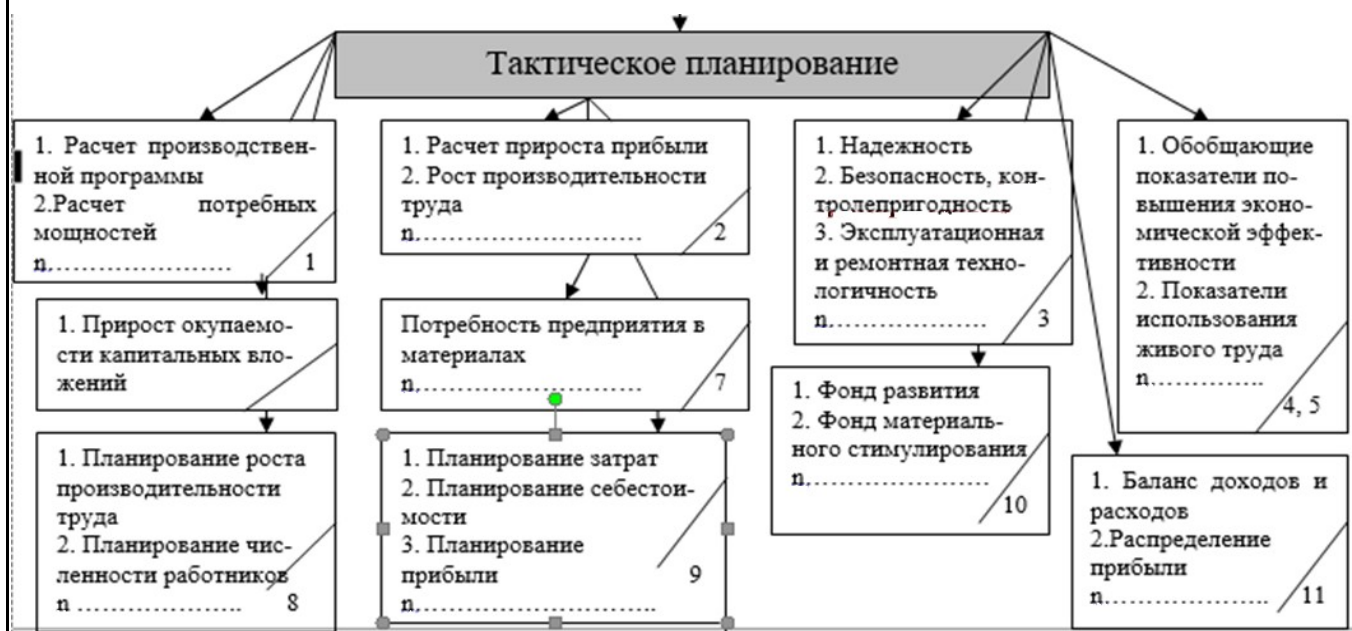 Тактическое планирование
1. Расчет производствен-
ной программы
2.Расчет потребных
мощностей
n........................
1
1. Расчет прироста прибыли
2. Рост производительности
труда
n........................
2
1. Надежность
2. Безопасность, кон-
тролепригодность
3. Эксплуатационная
и ремонтная техно-
логичность
n..................
3
1. Обобщающие
показатели по-
вышения эконо-
мической эффек-
тивности
2. Показатели
использования
живого труда
n..............
4, 5
1. Прирост окупаемо-
сти капитальных вло-
жений
Потребность предприятия в
материалах
n........................
7
1. Фонд развития
2. Фонд материаль-
ного стимулирования
n.....................
10
1. Планирование роста
производительности
труда
2. Планирование чис-
ленности работников
n ....................
8
1. Планирование затрат
2. Планирование себестои-
мости
3. Планирование
прибыли
n..........................
9
1. Баланс доходов и
расходов
2.Распределение
прибыли
n....................
11